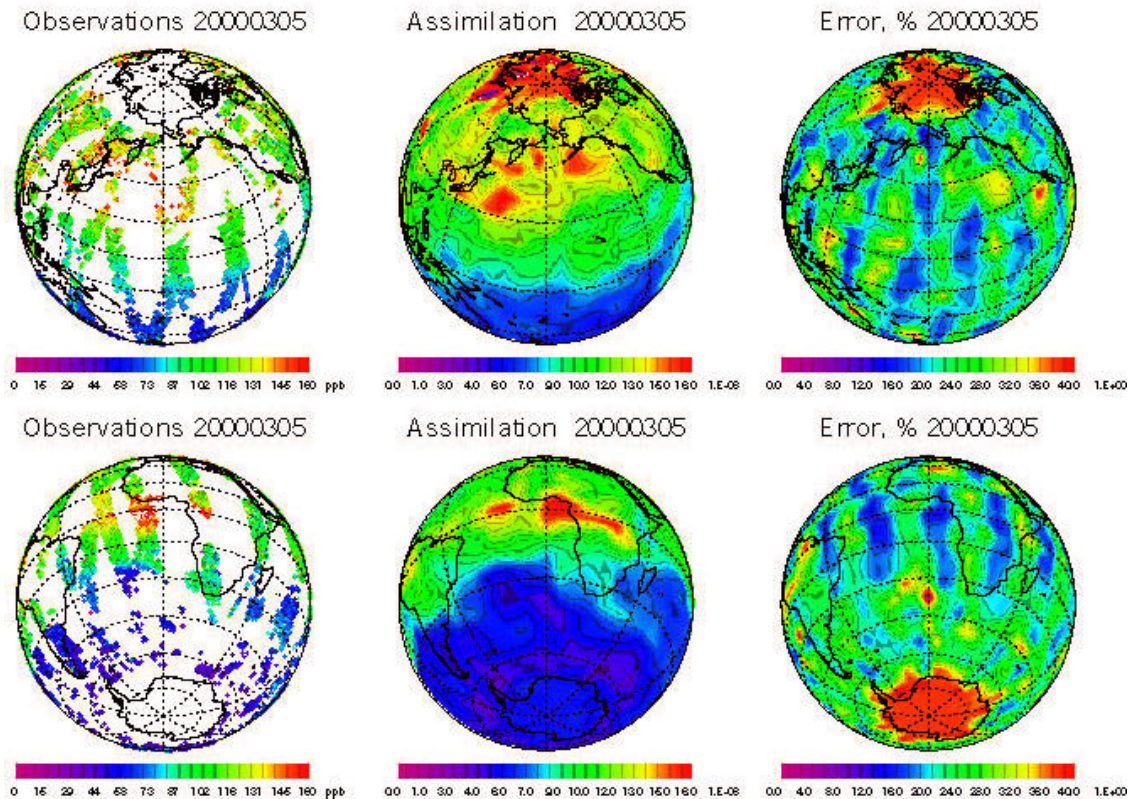 Observations 20000305
Assimilation 20000305
Error, % 20000305
0 15 29 44 58 73 87 102 116 131 145 160 ppb
0.0 1.0 3.0 4.0 6.0 7.0 9.0 10.0 12.0 13.0 15.0 16.0 1.E-08
0.0 4.0 8.0 12.0 16.0 20.0 24.0 28.0 32.0 36.0 40.0 1.E+00
Observations 20000305
Assimilation 20000305
Error, % 20000305
0 15 29 44 58 73 87 102 116 131 145 160 ppb
0.0 1.0 3.0 4.0 6.0 7.0 9.0 10.0 12.0 13.0 15.0 16.0 1.E-08
0.0 4.0 8.0 12.0 16.0 20.0 24.0 28.0 32.0 36.0 40.0 1.E+00